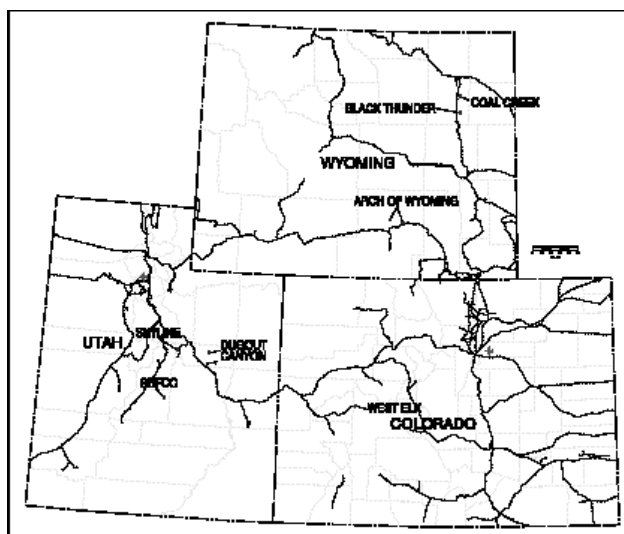 BLACK THUNDER
COAL CREEK
WYOMING
ARCH OF WYOMING
UTAH
SKYLINE
DUGOUT
CANYON
SUFCO
WEST ELK
COLORADO